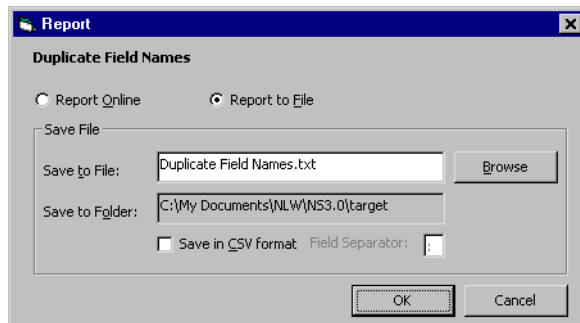 Report
Duplicate Field Names
Report Online Report to File
Save File
Save to File: Duplicate Field Names.txt Browse
Save to Folder: C:\My Documents\NLW\NS3.0\target
Save in CSV format Field Separator: :
OK Cancel